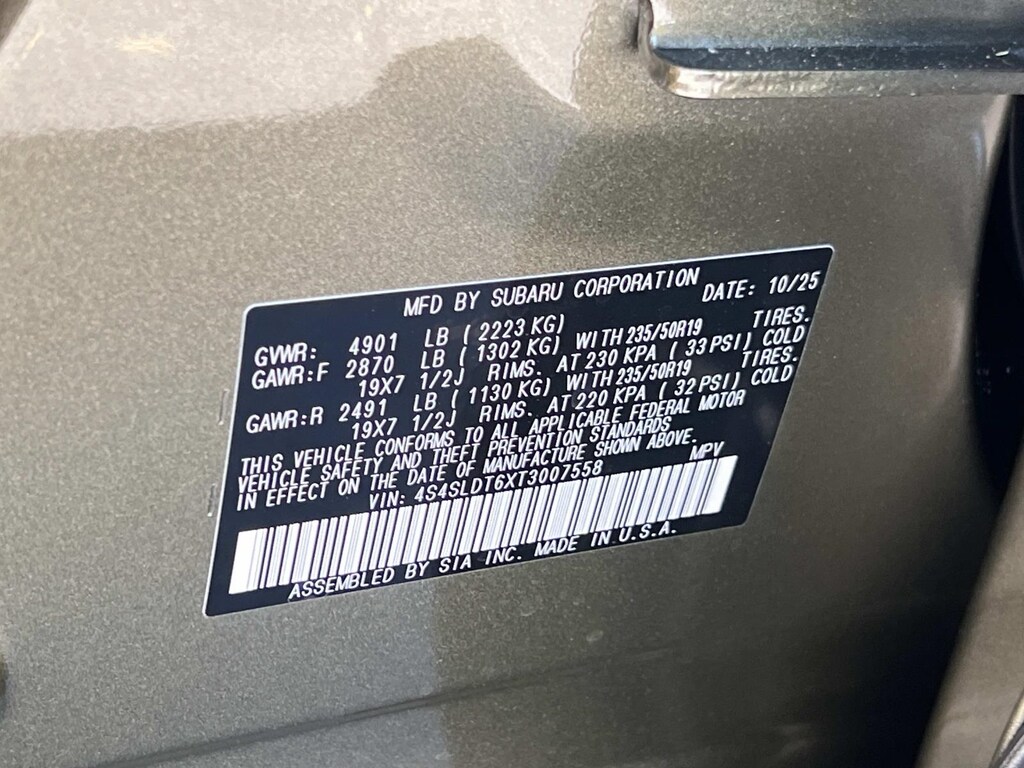 MFD BY SUBARU CORPORATION DATE: 10/25
GVWR: 4901 LB ( 2223 KG)
GAWR:F 2870 LB ( 1302 KG) WITH 235/50R19 TIRES.
19X7 1/2J RIMS. AT 230 KPA ( 33 PSI) COLD
GAWR:R 2491 LB ( 1130 KG) WITH 235/50R19 TIRES.
19X7 1/2J RIMS. AT 220 KPA ( 32 PSI) COLD
THIS VEHICLE CONFORMS TO ALL APPLICABLE FEDERAL MOTOR
VEHICLE SAFETY AND THEFT PREVENTION STANDARDS
IN EFFECT ON THE DATE OF MANUFACTURE SHOWN ABOVE.
VIN: 4S4SLDT6XT3007558 MPV
ASSEMBLED BY SIA INC. MADE IN U.S.A.